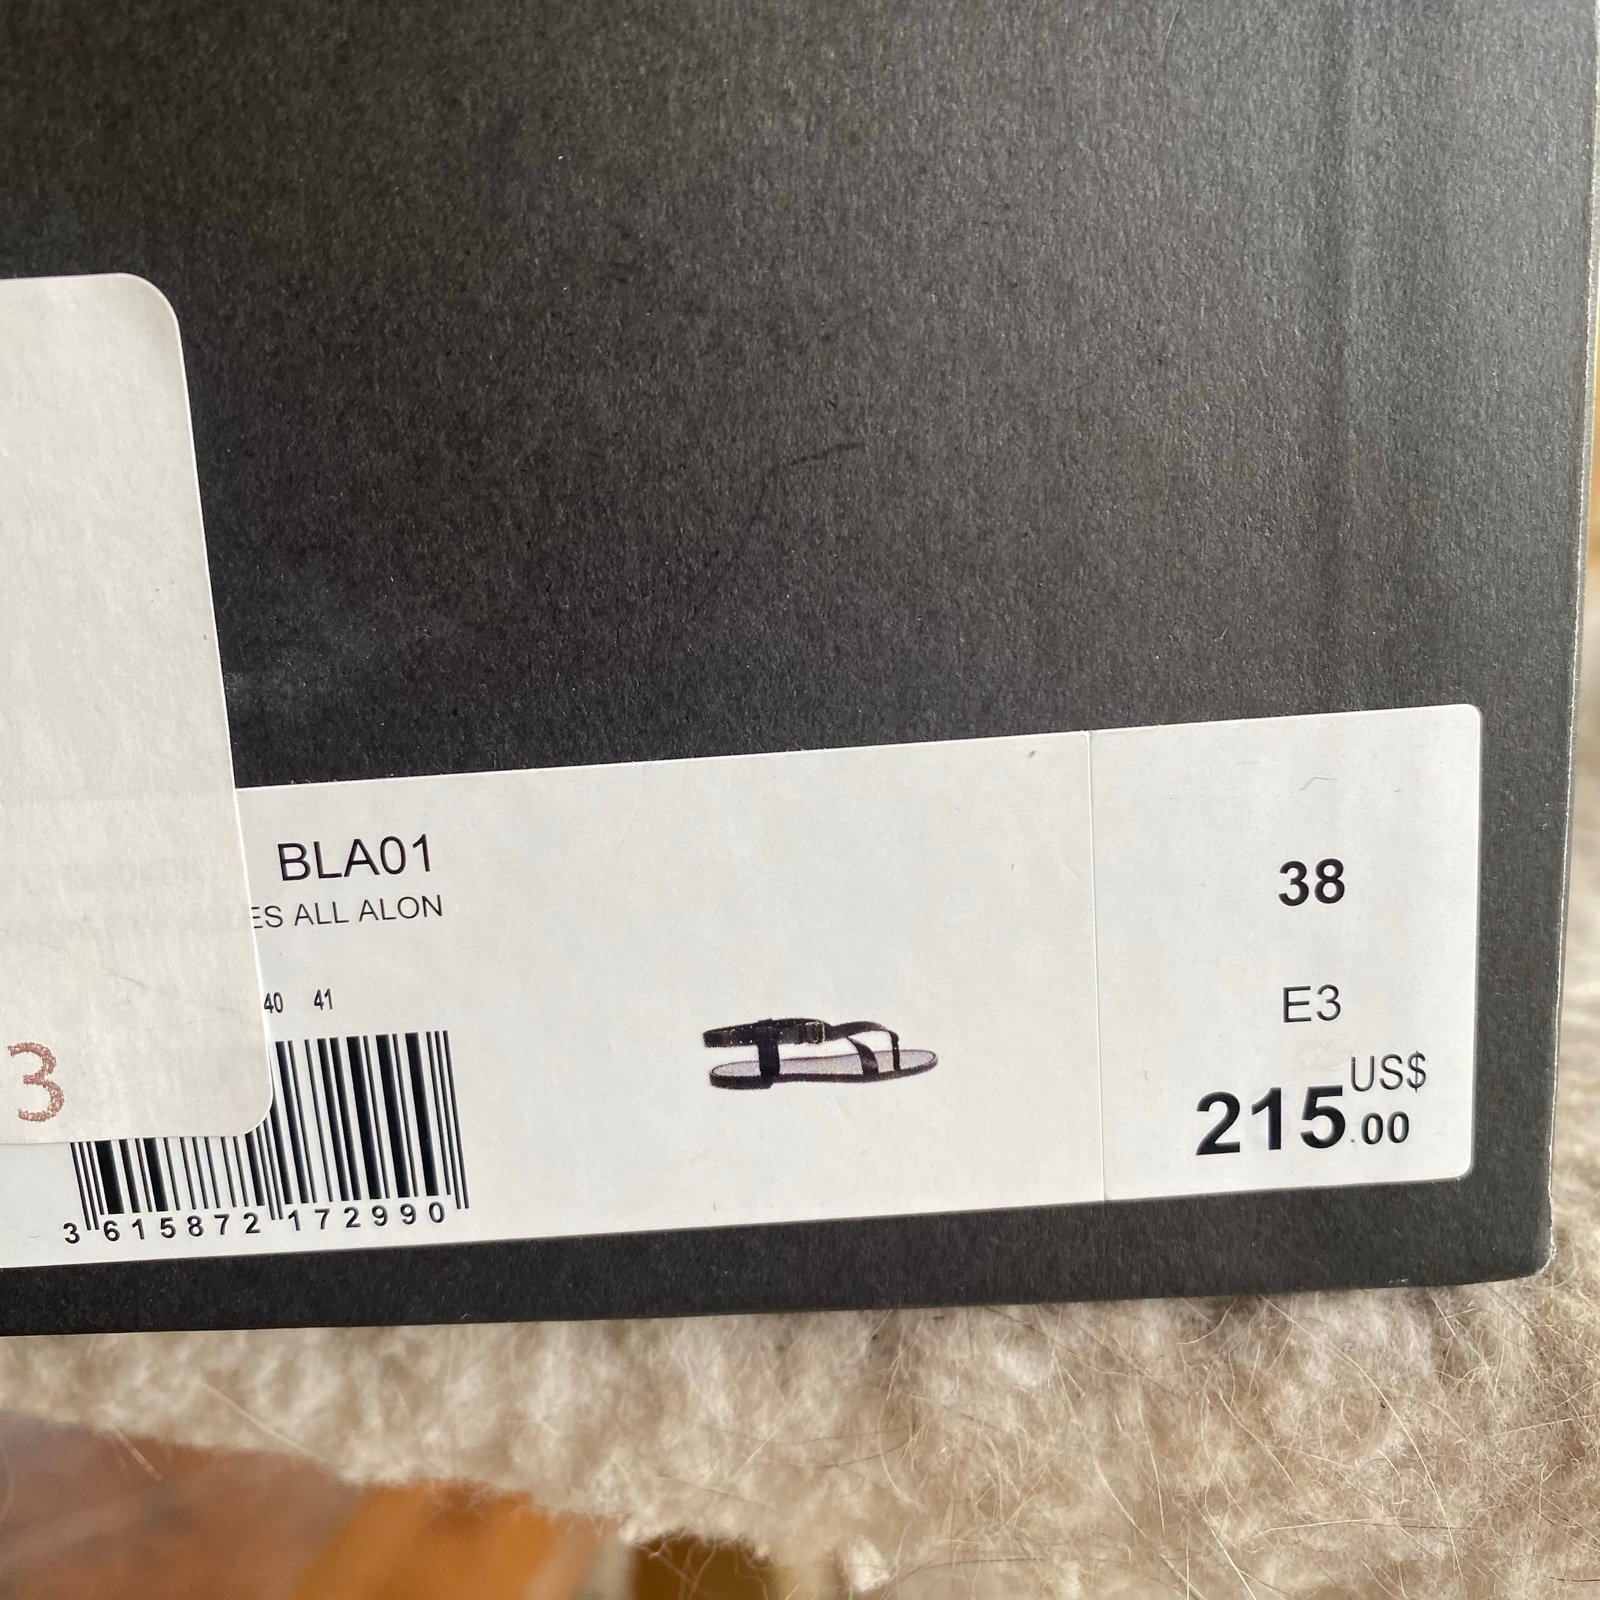 BLA01
ES ALL ALON
40 41
3 615872 172990
3
38
E3
US$
215.00